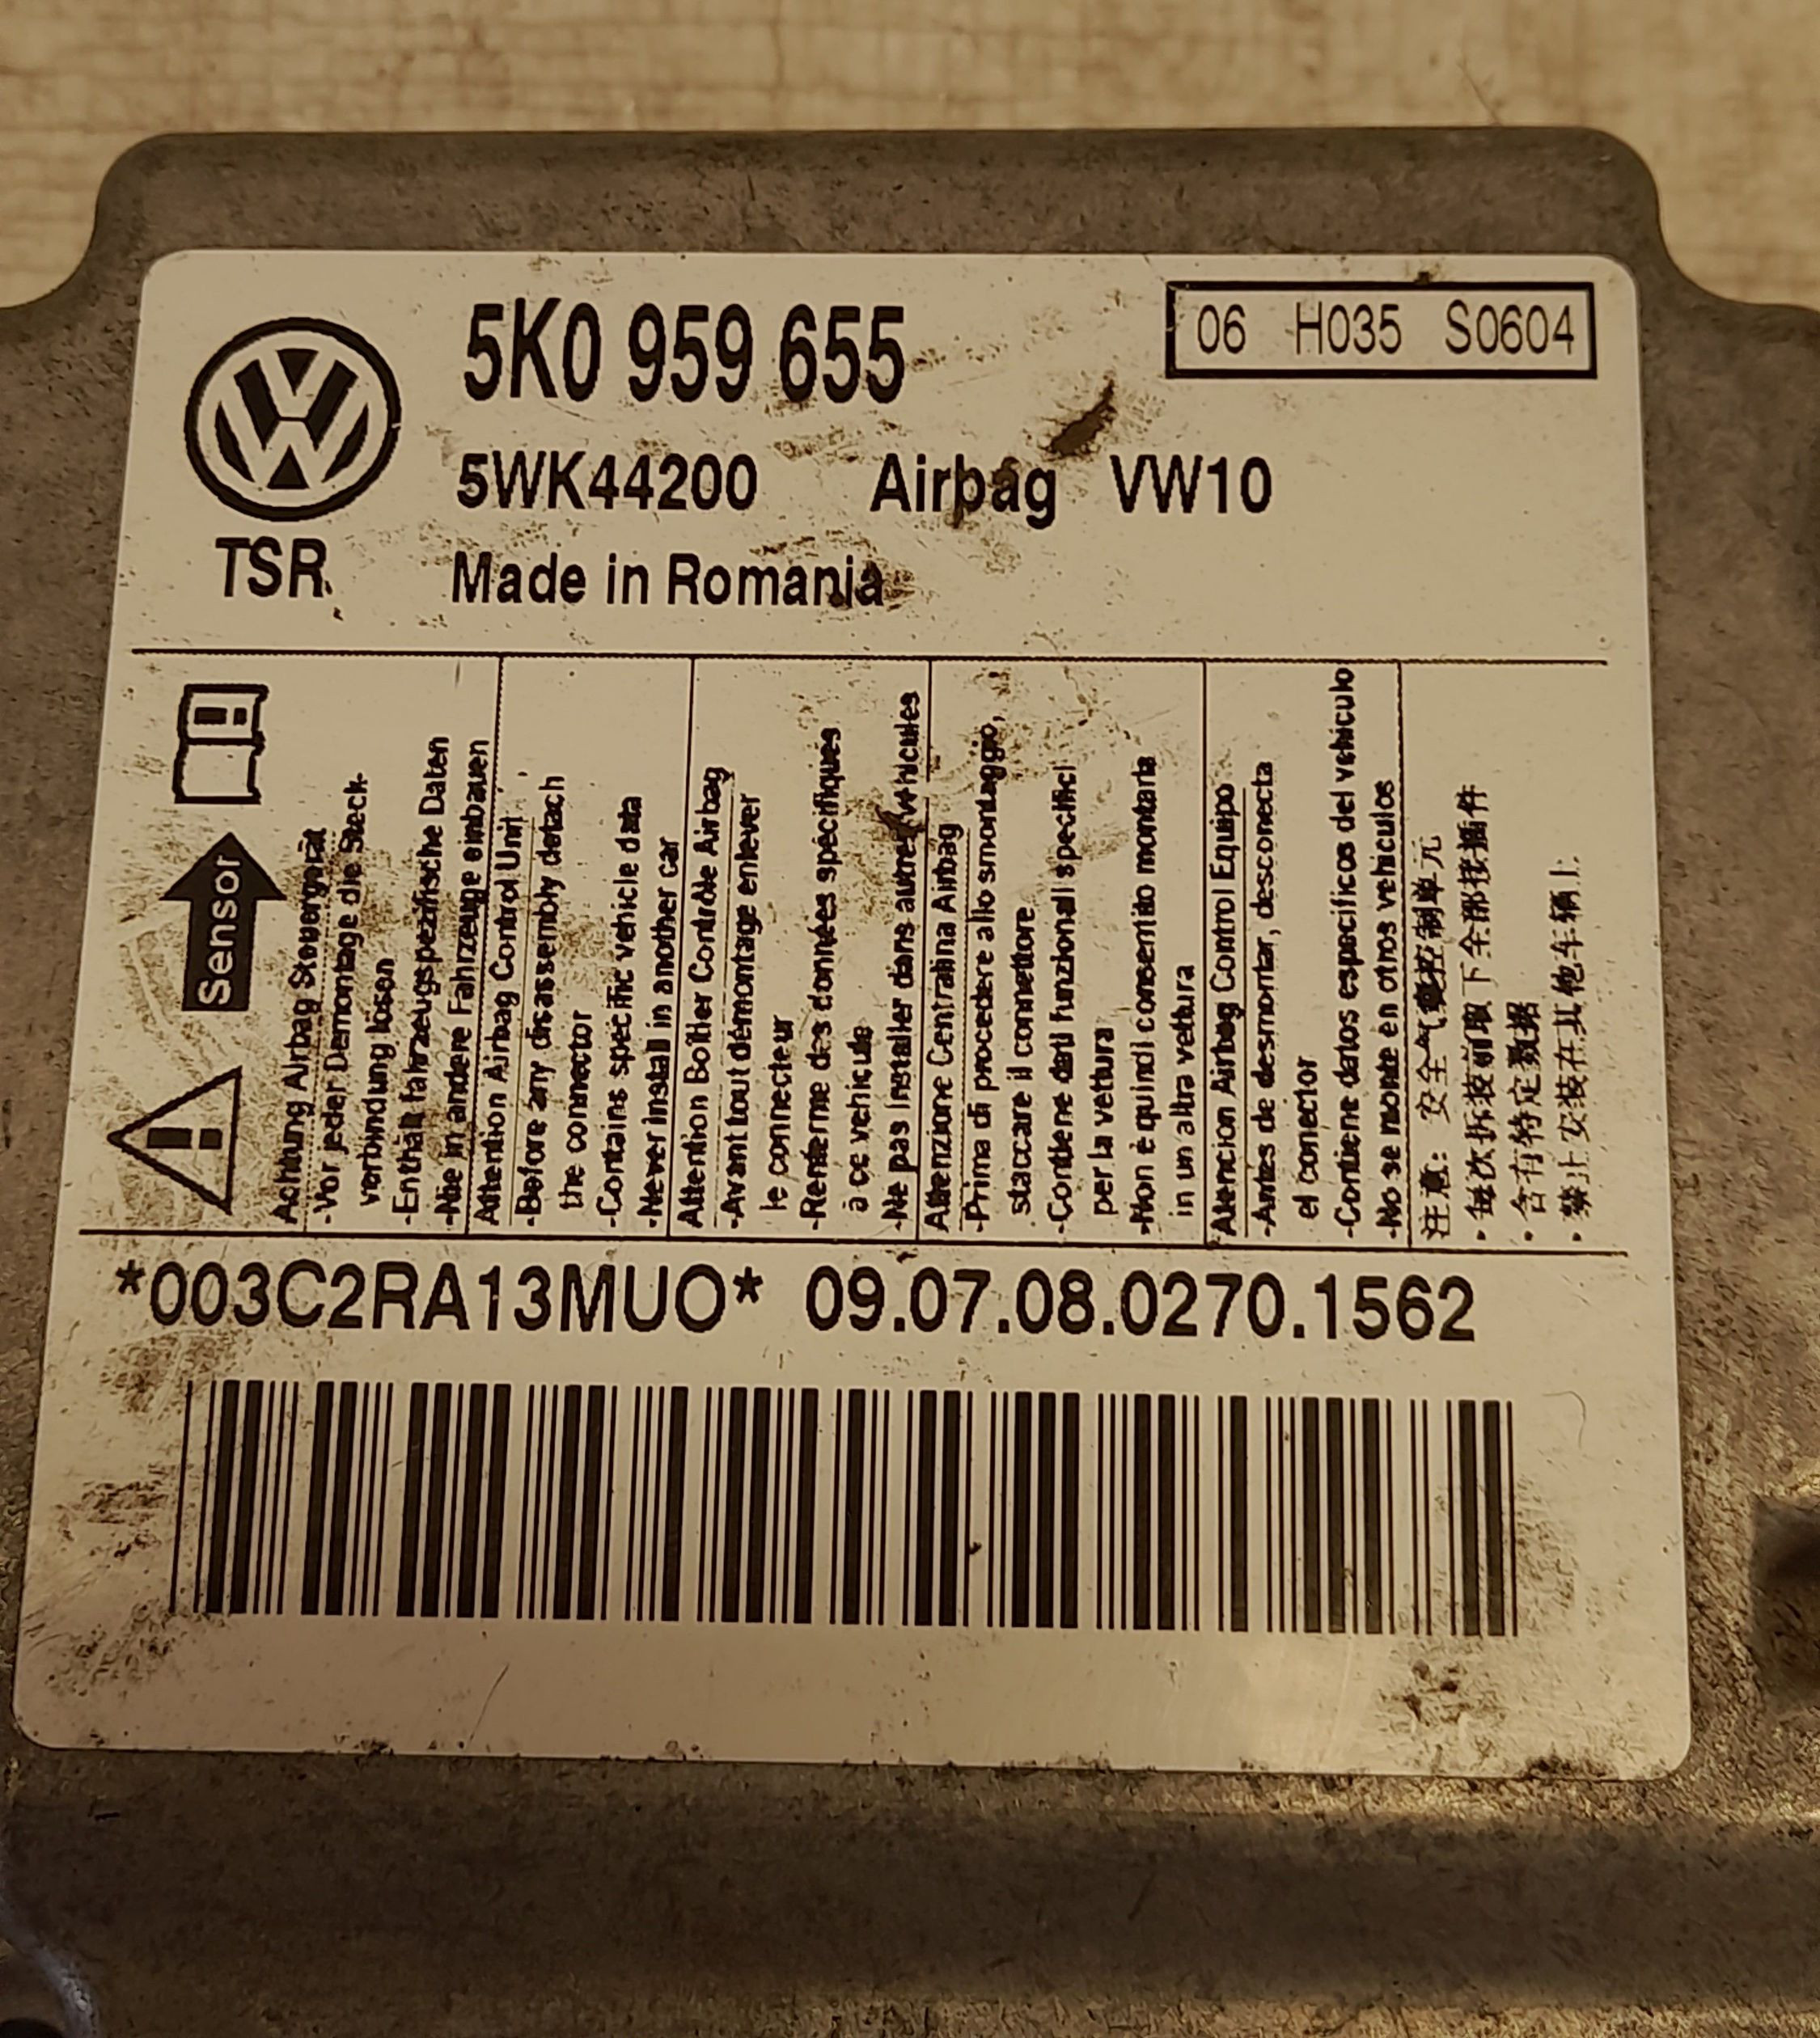 5K0 959 655
06 H035 S0604
5WK44200 Airbag VW10
TSR
Made in Romania
Sensor
Achtung Airbag Steuergerät
-Vor jeder Demontage die Steck-
verbindung lösen
-Enthält fahrzeugspezifische Daten
-Nie in andere Fahrzeuge einbauen
Attention Airbag Control Unit
-Before any disassembly detach
the connector
-Contains specific vehicle data
-Never install in another car
Attention Boîtier Contrôle Airbag
-Avant tout démontage enlever
le connecteur
-Renferme des données spécifiques
à ce vehicule
-Ne pas installer dans autres vehicules
Attenzione Centralina Airbag
-Prima di procedere allo smontaggio,
staccare il connettore
-Contiene dati funzionali specifici
per la vettura
-Non è quindi consentito montarla
in un altra vettura
Atencion Airbag Control Equipo
-Antes de desmontar, desconecta
el conector
-Contiene datos especificos del vehiculo
-No se monte en otros vehiculos
注意: 安全气囊控制单元
· 每次拆装前取下全部接插件
· 含有特定数据
· 禁止安装在其他车辆上
*003C2RA13MUO* 09.07.08.0270.1562